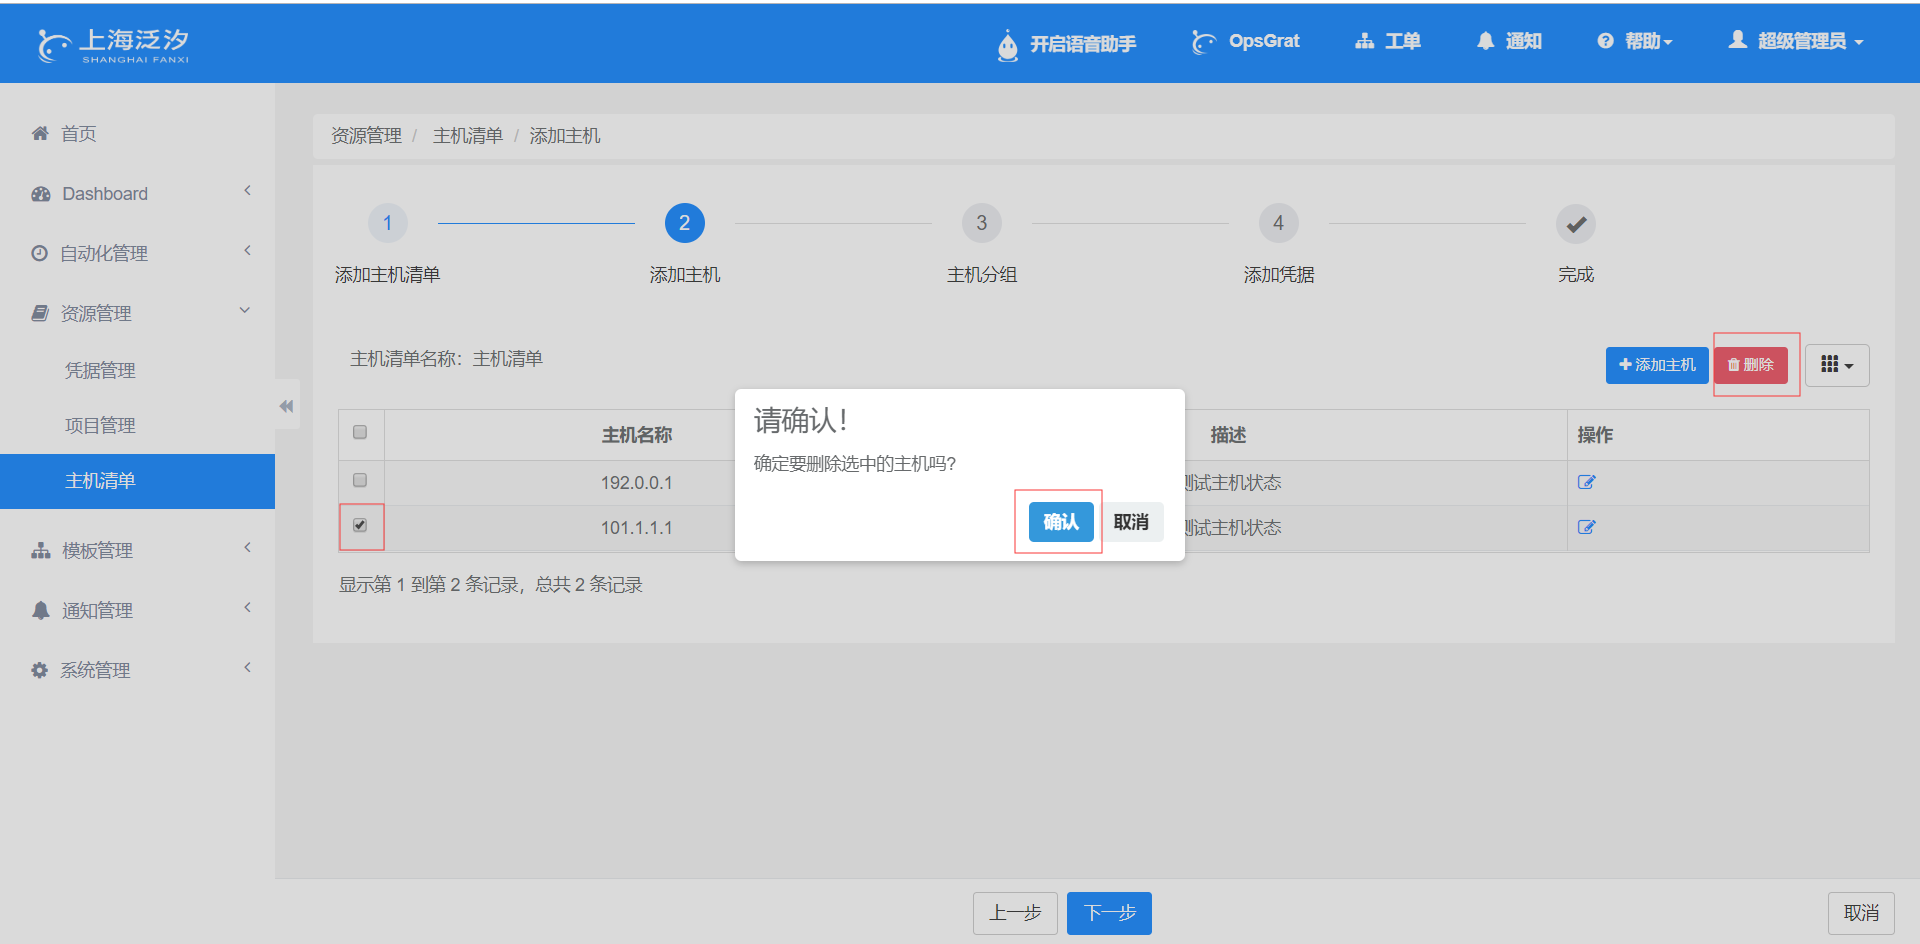 上海泛汐
SHANGHAI FANXI
开启语音助手
OpsGrat
工单
通知
帮助
超级管理员
首页
Dashboard
自动化管理
资源管理
凭据管理
项目管理
主机清单
模板管理
通知管理
系统管理
资源管理 / 主机清单 / 添加主机
1 2 3 4
添加主机清单 添加主机 主机分组 添加凭据 完成
主机清单名称：主机清单
添加主机 删除
主机名称 描述 操作
192.0.0.1 测试主机状态
101.1.1.1 测试主机状态
显示第 1 到第 2 条记录，总共 2 条记录
请确认！
确定要删除选中的主机吗?
确认 取消
上一步 下一步 取消